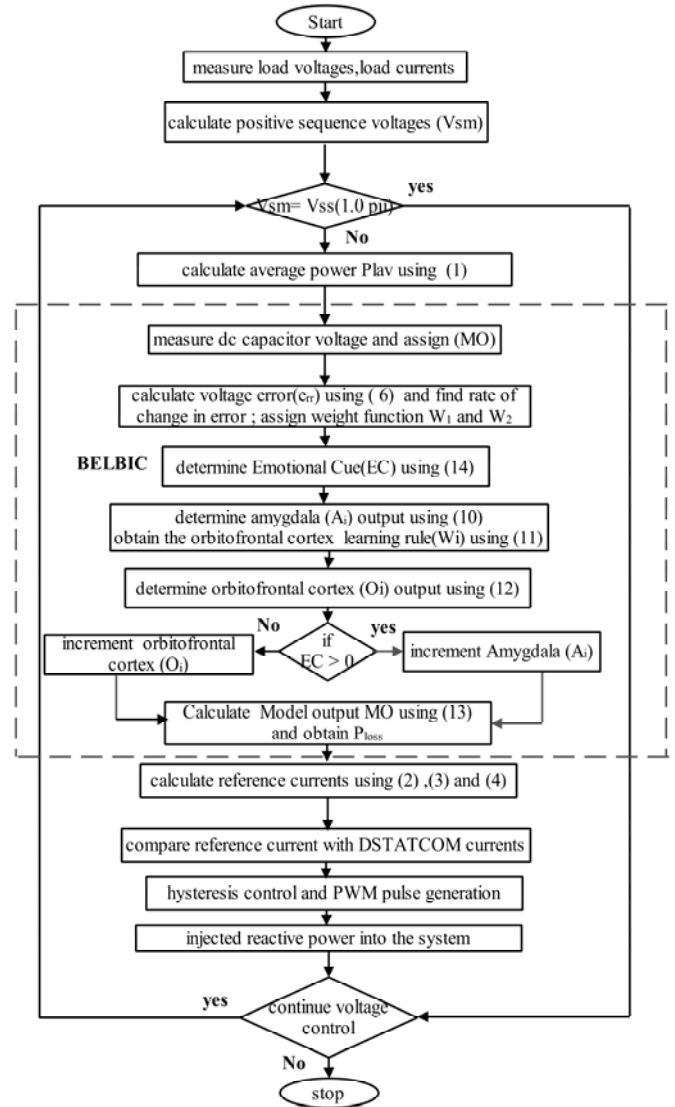 Start
measure load voltages,load currents
calculate positive sequence voltages (Vsm)
yes
Vsm= Vss(1.0 pu)
No
calculate average power Plav using (1)
measure dc capacitor voltage and assign (MO)
calculate voltage error(err) using ( 6) and find rate of
change in error ; assign weight function W₁ and W₂
BELBIC
determine Emotional Cue(EC) using (14)
determine amygdala (Aᵢ) output using (10)
obtain the orbitofrontal cortex learning rule(Wi) using (11)
determine orbitofrontal cortex (Oi) output using (12)
No
yes
if
EC > 0
increment orbitofrontal
cortex (Oᵢ)
increment Amygdala (Aᵢ)
Calculate Model output MO using (13)
and obtain Pₗₒₛₛ
calculate reference currents using (2) ,(3) and (4)
compare reference current with DSTATCOM currents
hysteresis control and PWM pulse generation
injected reactive power into the system
yes
continue voltage
control
No
stop